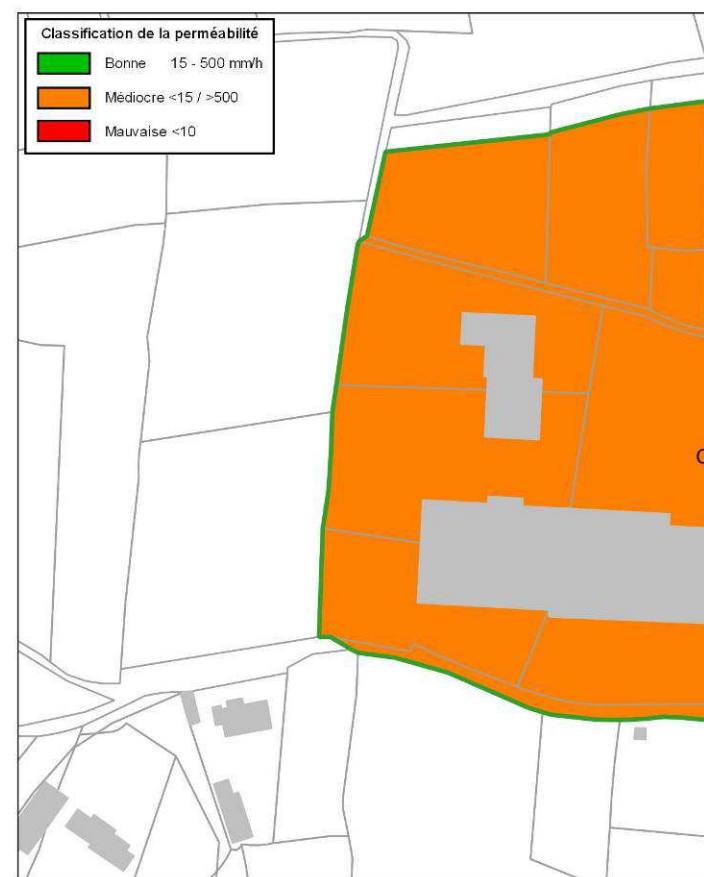 Classification de la perméabilité
Bonne 15 - 500 mm/h
Médiocre <15 / >500
Mauvaise <10